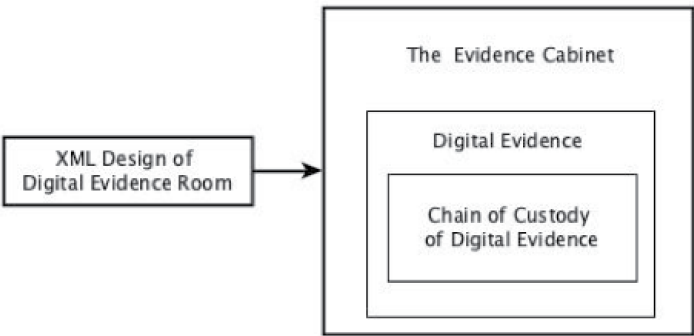 The Evidence Cabinet
Digital Evidence
XML Design of
Digital Evidence Room
Chain of Custody
of Digital Evidence